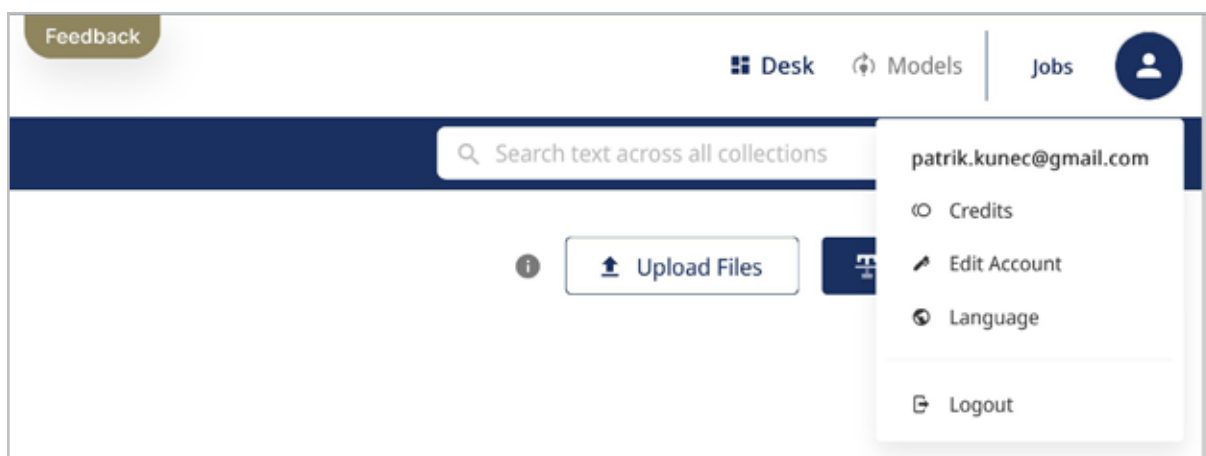 Feedback
Desk Models Jobs
Search text across all collections
patrik.kunec@gmail.com
Credits
Upload Files
Edit Account
Language
Logout